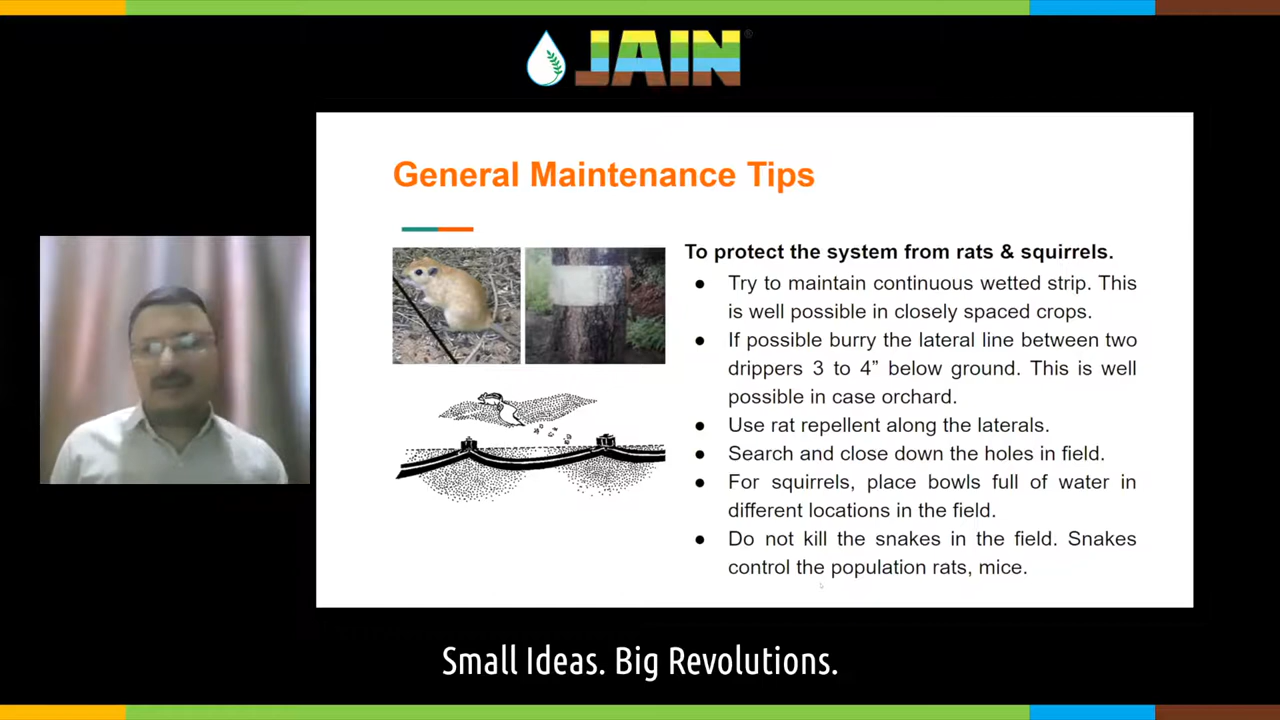 JAIN®
General Maintenance Tips
To protect the system from rats & squirrels.
● Try to maintain continuous wetted strip. This
is well possible in closely spaced crops.
● If possible burry the lateral line between two
drippers 3 to 4” below ground. This is well
possible in case orchard.
● Use rat repellent along the laterals.
● Search and close down the holes in field.
● For squirrels, place bowls full of water in
different locations in the field.
● Do not kill the snakes in the field. Snakes
control the population rats, mice.
Small Ideas. Big Revolutions.